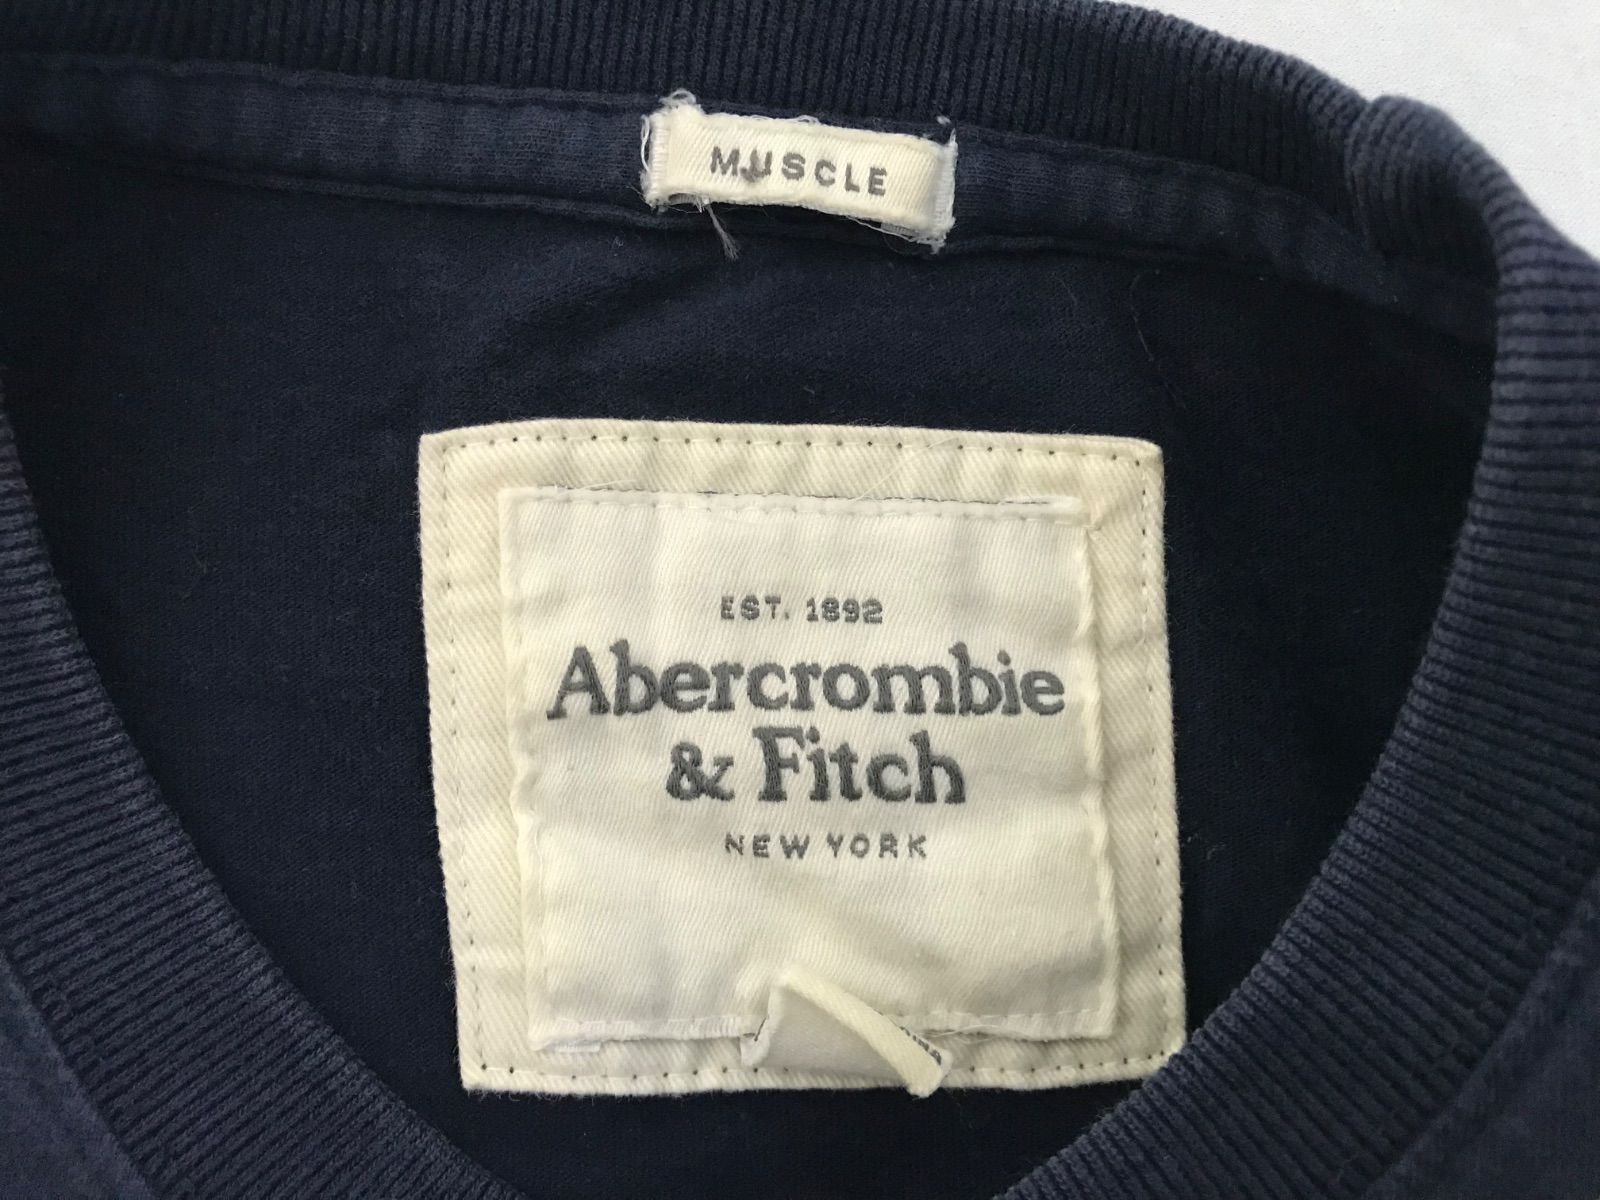 MUSCLE
EST. 1892
Abercrombie
& Fitch
NEW YORK